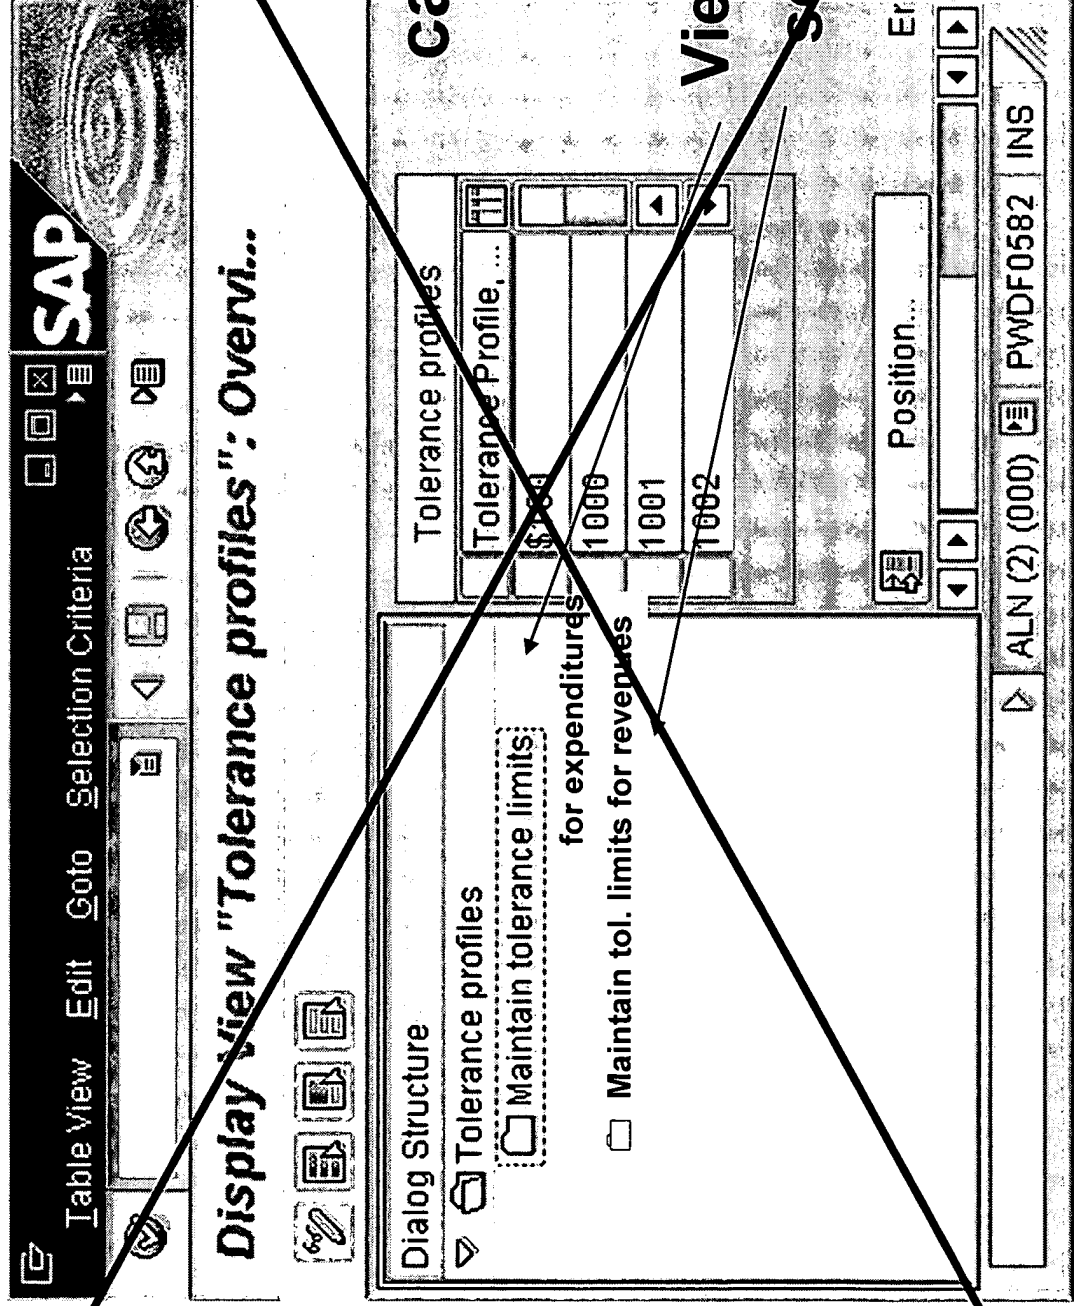 Table View Edit Goto Selection Criteria
SAP
Display View "Tolerance profiles": Overvi...
Dialog Structure
Tolerance profiles
Maintain tolerance limits
for expenditures
Maintain tol. limits for revenues
Tolerance profiles
Tolerance Profile, ...
1000
1001
1002
Position...
ca
Vie
Er
ALN (2) (000) PWDF0582 INS